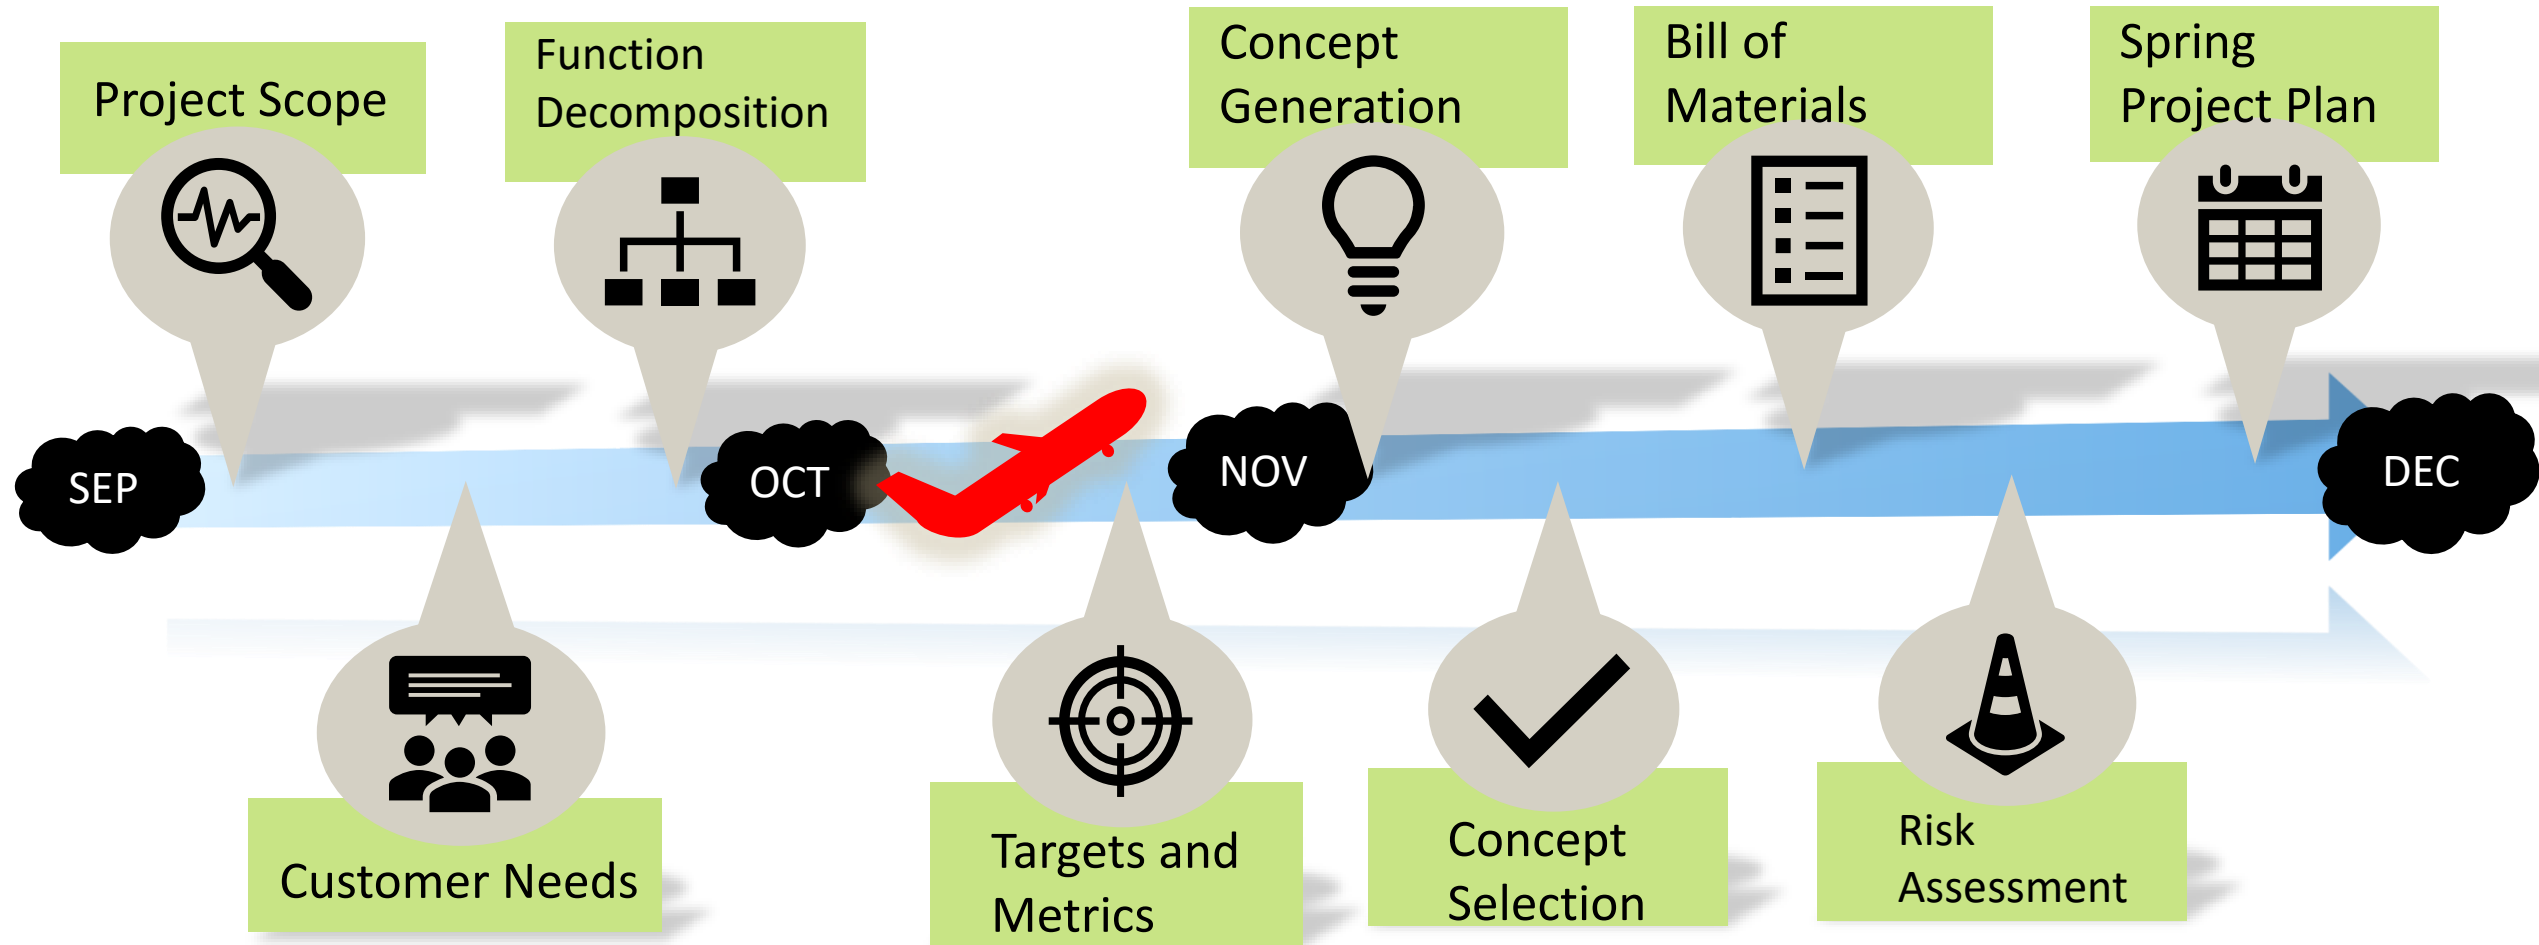 Project Scope
Function
Decomposition
Concept
Generation
Bill of
Materials
Spring
Project Plan
SEP
OCT
NOV
DEC
Customer Needs
Targets and
Metrics
Concept
Selection
Risk
Assessment